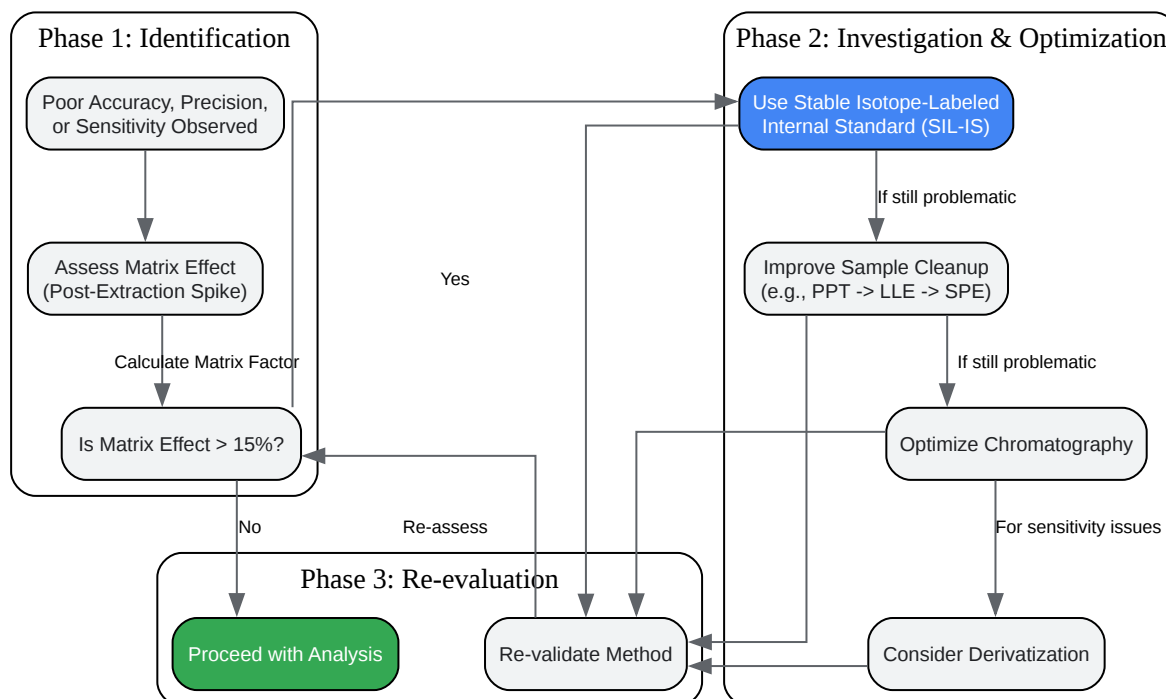 Phase 1: Identification
Poor Accuracy, Precision,
or Sensitivity Observed
Assess Matrix Effect
(Post-Extraction Spike)
Calculate Matrix Factor
Is Matrix Effect > 15%?
Yes
No
Re-assess
Phase 2: Investigation & Optimization
Use Stable Isotope-Labeled
Internal Standard (SIL-IS)
If still problematic
Improve Sample Cleanup
(e.g., PPT -> LLE -> SPE)
If still problematic
Optimize Chromatography
For sensitivity issues
Consider Derivatization
Phase 3: Re-evaluation
Proceed with Analysis
Re-validate Method